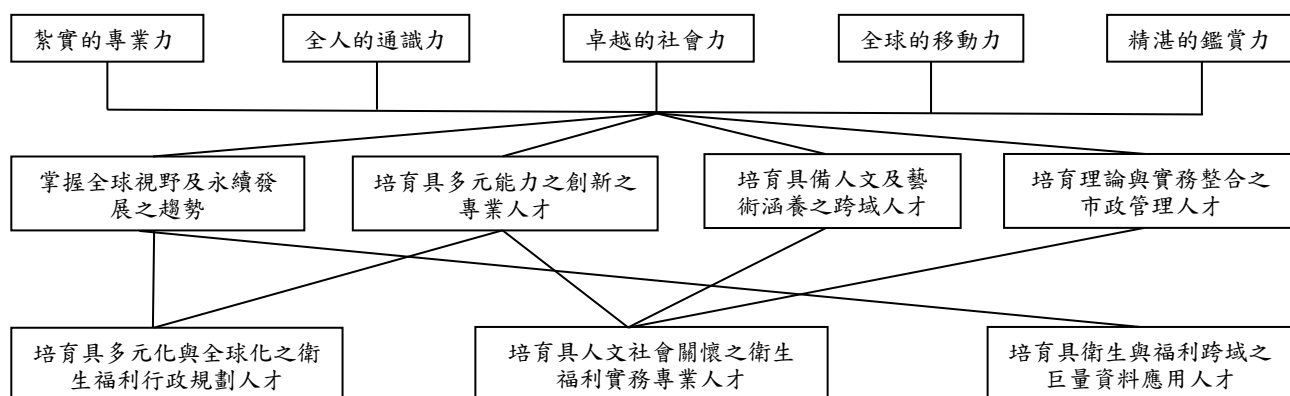 紮實的專業力
全人的通識力
卓越的社會力
全球的移動力
精湛的鑑賞力
掌握全球視野及永續發
展之趨勢
培育具多元能力之創新之
專業人才
培育具備人文及藝
術涵養之跨域人才
培育理論與實務整合之
市政管理人才
培育具多元化與全球化之衛
生福利行政規劃人才
培育具人文社會關懷之衛生
福利實務專業人才
培育具衛生與福利跨域之
巨量資料應用人才